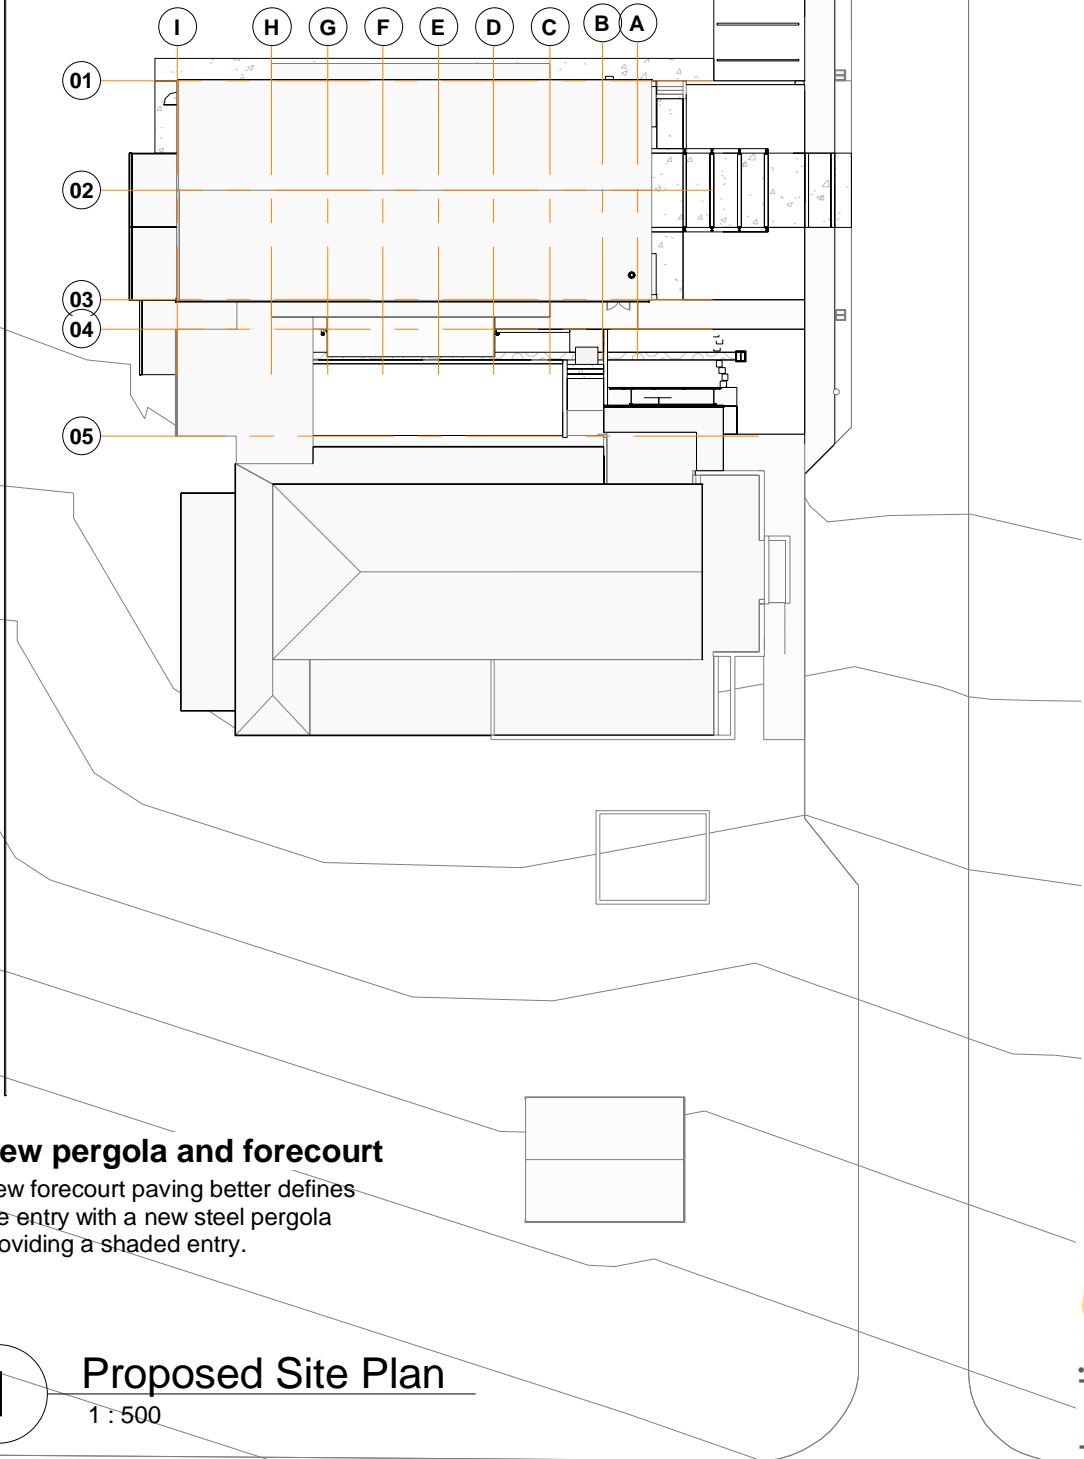 I H G F E D C B A
01
02
03
04
05
ew pergola and forecourt
ew forecourt paving better defines
e entry with a new steel pergola
oviding a shaded entry.
Proposed Site Plan
1 : 500